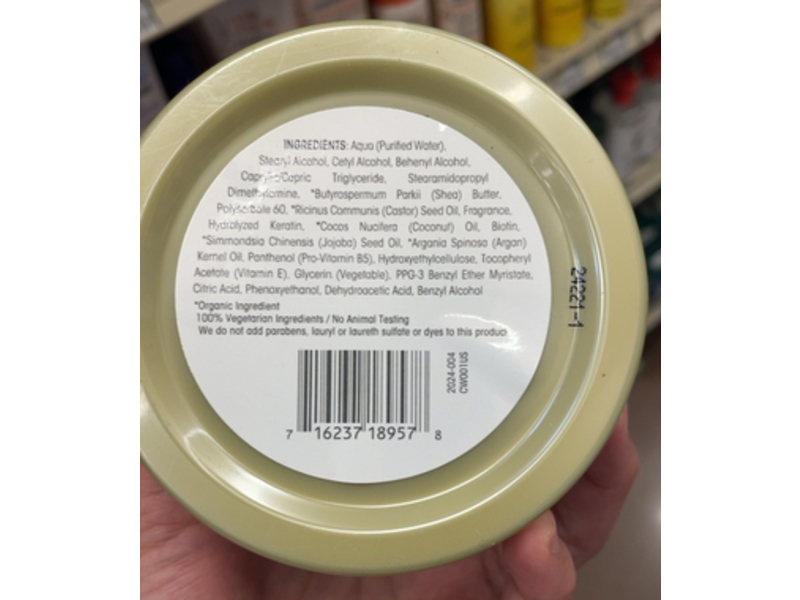 INGREDIENTS: Aqua (Purified Water),
Stearyl Alcohol, Cetyl Alcohol, Behenyl Alcohol,
Caprylic/Capric Triglyceride, Stearamidopropyl
Dimethylamine, *Butyrospermum Parkii (Shea) Butter,
Polysorbate 60, *Ricinus Communis (Castor) Seed Oil, Fragrance,
Hydrolyzed Keratin, *Cocos Nucifera (Coconut) Oil, Biotin,
*Simmondsia Chinensis (Jojoba) Seed Oil, *Argania Spinosa (Argan)
Kernel Oil, Panthenol (Pro-Vitamin B5), Hydroxyethylcellulose, Tocopheryl
Acetate (Vitamin E), Glycerin (Vegetable), PPG-3 Benzyl Ether Myristate,
Citric Acid, Phenoxyethanol, Dehydroacetic Acid, Benzyl Alcohol
*Organic Ingredient
100% Vegetarian Ingredients / No Animal Testing
We do not add parabens, lauryl or laureth sulfate or dyes to this product
2024-004
CW001US
7 16237 18957 8
24221-1